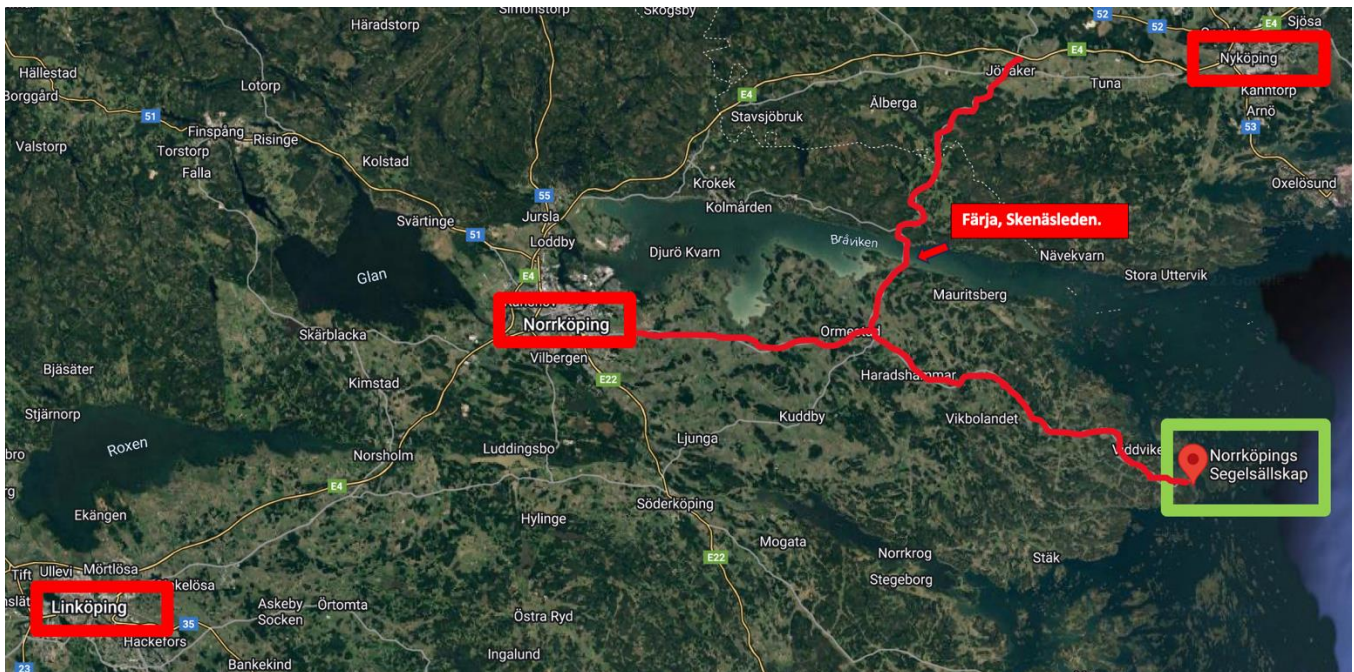 Häradstorp
Simonstorp
Skogsby
52
52
E4
Sjösa
Nyköping
Hällestad
Lotorp
E4
Jönåker
Tuna
Borggård
51
E4
Ålberga
Stavsjöbruk
Arnö
Valstorp
Finspång
Risinge
53
Torstorp
Kolstad
Falla
Krokek
Oxelösund
55
Kolmården
Svärtinge
Jursla
Färja, Skenäsleden.
51
Loddby
Bråviken
Djurö Kvarn
Nävekvarn
Glan
E4
Stora Uttervik
Mauritsberg
Norrköping
Skärblacka
Ormestad
Vilbergen
Bjäsäter
Kimstad
E22
Haradshammar
Stjärnorp
Kuddby
Vikbolandet
Roxen
Ljunga
Luddingsbo
Norsholm
Norrköpings
Segelsällskap
E4
Söderköping
Ekängen
Hylinge
Mogata
Norrkrog
Stäk
E22
Stegeborg
Tift
Ullevi
Mörtlösa
Linköping
Askeby
Socken
Örtomta
Östra Ryd
35
Hackefors
23
Bankekind
Ingalund